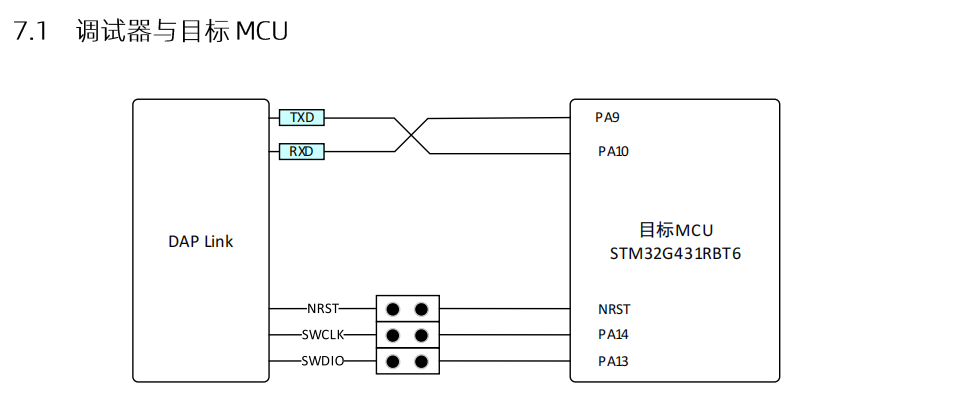 7.1 调试器与目标 MCU
TXD
PA9
RXD
PA10
DAP Link
目标MCU
STM32G431RBT6
NRST
NRST
SWCLK
PA14
SWDIO
PA13